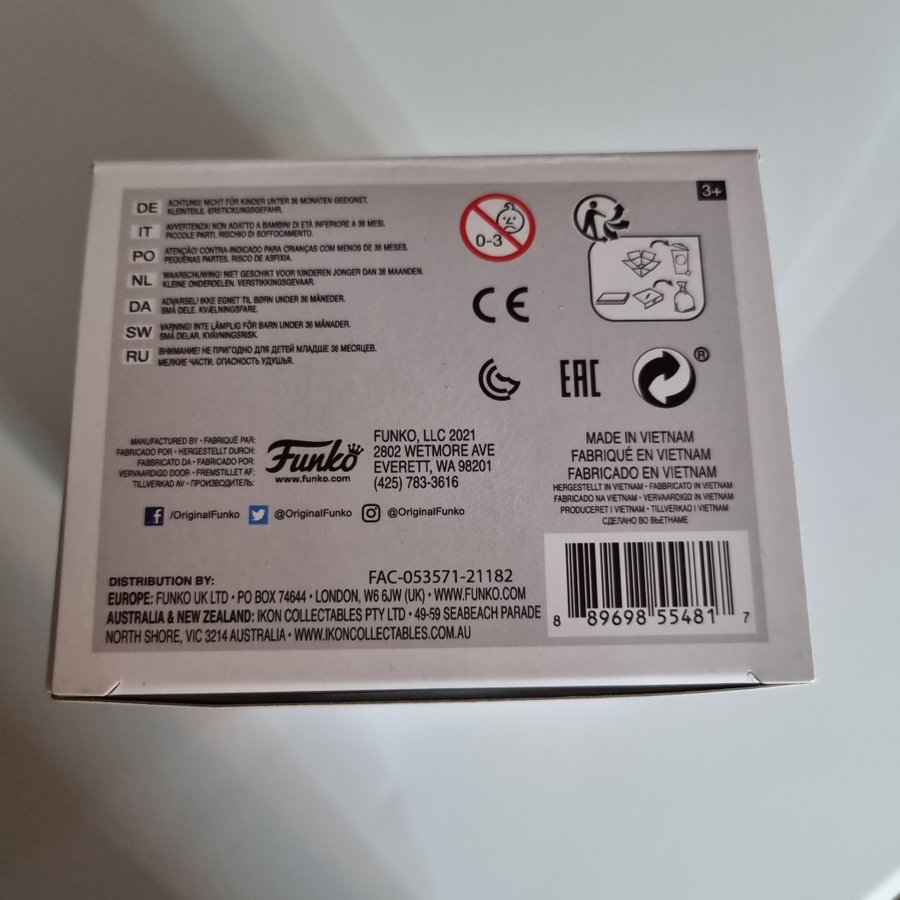 3+
DE ACHTUNG! NICHT FÜR KINDER UNTER 36 MONATEN GEEIGNET.
KLEINTEILE. ERSTICKUNGSGEFAHR.
IT AVVERTENZA! NON ADATTO A BAMBINI DI ETÀ INFERIORE A 36 MESI.
PICCOLE PARTI. RISCHIO DI SOFFOCAMENTO.
PO ATENÇÃO! CONTRA-INDICADO PARA CRIANÇAS COM MENOS DE 36 MESES.
PEQUENAS PARTES. RISCO DE ASFIXIA.
NL WAARSCHUWING! NIET GESCHIKT VOOR KINDEREN JONGER DAN 36 MAANDEN.
KLEINE ONDERDELEN. VERSTIKKINGSGEVAAR.
DA ADVARSEL! IKKE EGNET TIL BØRN UNDER 36 MÅNEDER.
SMÅ DELE. KVÆLNINGSFARE.
SW VARNING! INTE LÄMPLIG FÖR BARN UNDER 36 MÅNADER.
SMÅ DELAR. KVÄVNINGSRISK.
RU ВНИМАНИЕ! НЕ ПРИГОДНО ДЛЯ ДЕТЕЙ МЛАДШЕ 36 МЕСЯЦЕВ.
МЕЛКИЕ ЧАСТИ. ОПАСНОСТЬ УДУШЬЯ.
0-3
CE
EAC
®
MANUFACTURED BY • FABRIQUÉ PAR:
FABRICADO POR • HERGESTELLT DURCH:
FABBRICATO DA • FABRICADO POR:
VERVAARDIGD DOOR • FREMSTILLET AF:
TILLVERKAD AV • ПРОИЗВОДИТЕЛЬ:
Funko
www.funko.com
FUNKO, LLC 2021
2802 WETMORE AVE
EVERETT, WA 98201
(425) 783-3616
MADE IN VIETNAM
FABRIQUÉ EN VIETNAM
FABRICADO EN VIETNAM
HERGESTELLT IN VIETNAM • FABBRICATO IN VIETNAM
FABRICADO NA VIETNAM • VERVAARDIGD IN VIETNAM
PRODUCERET I VIETNAM • TILLVERKAD I VIETNAM
СДЕЛАНО ВО ВЬЕТНАМЕ
/OriginalFunko @OriginalFunko @OriginalFunko
FAC-053571-21182
DISTRIBUTION BY:
EUROPE: FUNKO UK LTD • PO BOX 74644 • LONDON, W6 6JW (UK) • WWW.FUNKO.COM
AUSTRALIA & NEW ZEALAND: IKON COLLECTABLES PTY LTD • 49-59 SEABEACH PARADE
NORTH SHORE, VIC 3214 AUSTRALIA • WWW.IKONCOLLECTABLES.COM.AU
8 89698 55481 7